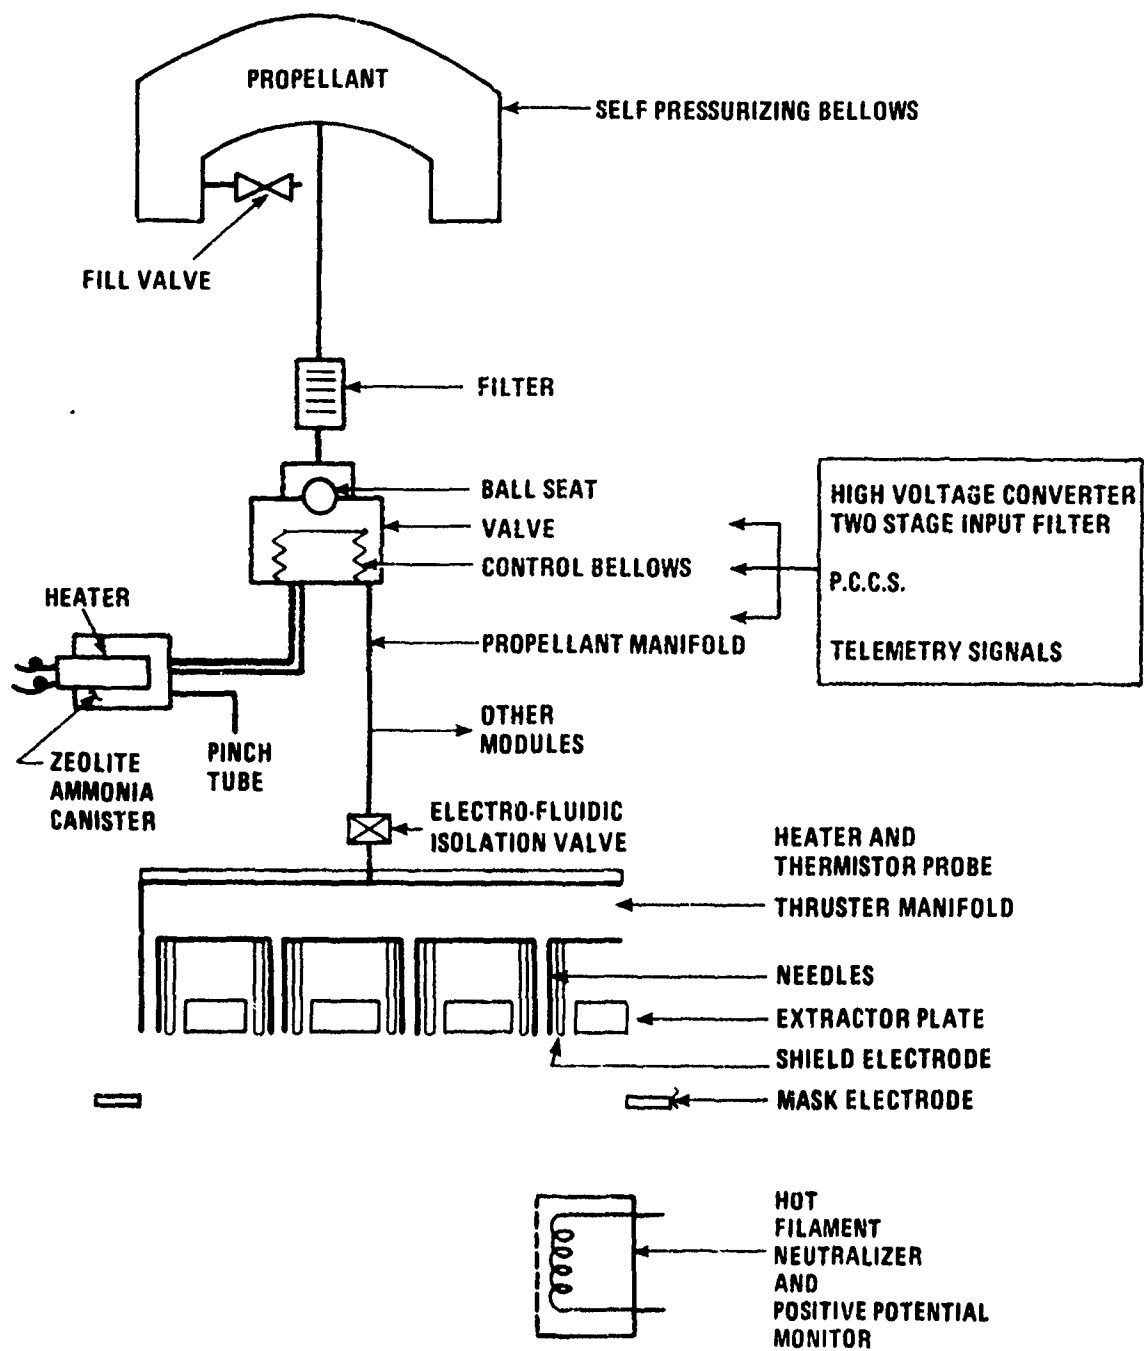 PROPELLANT
SELF PRESSURIZING BELLOWS
FILL VALVE
FILTER
BALL SEAT
VALVE
CONTROL BELLOWS
HIGH VOLTAGE CONVERTER
TWO STAGE INPUT FILTER
P.C.C.S.
TELEMETRY SIGNALS
HEATER
PROPELLANT MANIFOLD
OTHER
MODULES
PINCH
TUBE
ZEOLITE
AMMONIA
CANISTER
ELECTRO-FLUIDIC
ISOLATION VALVE
HEATER AND
THERMISTOR PROBE
THRUSTER MANIFOLD
NEEDLES
EXTRACTOR PLATE
SHIELD ELECTRODE
MASK ELECTRODE
HOT
FILAMENT
NEUTRALIZER
AND
POSITIVE POTENTIAL
MONITOR